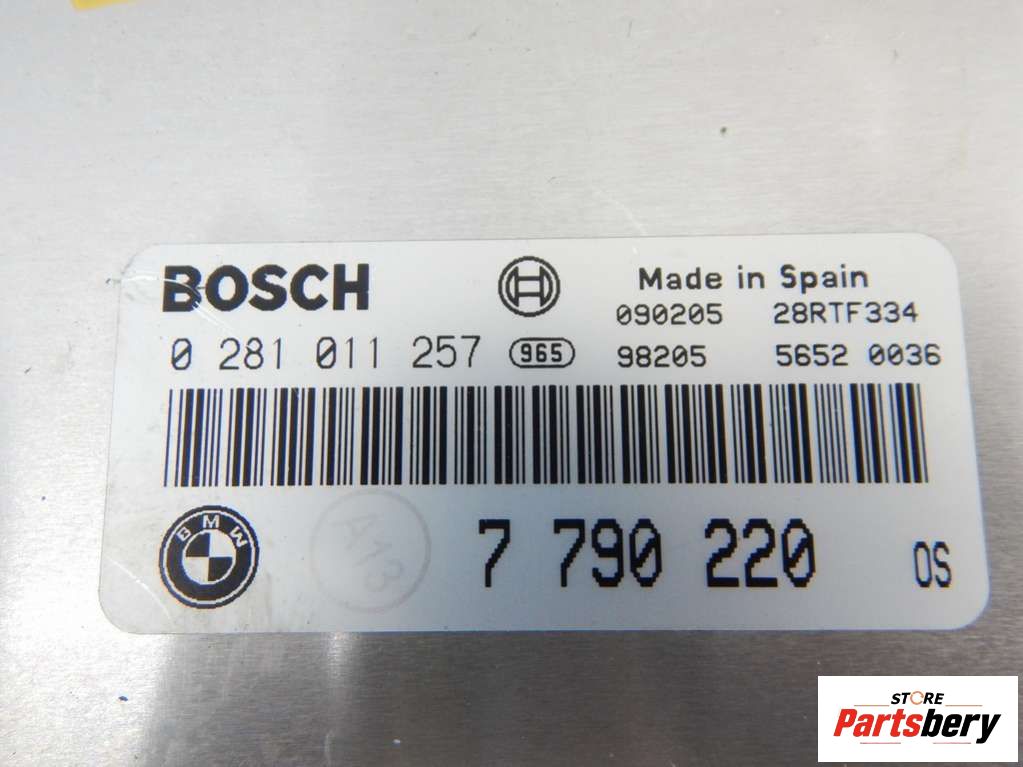 BOSCH
Made in Spain
090205 28RTF334
0 281 011 257 965 98205 5652 0036
BMW
A13
7 790 220 OS
STORE
Partsbery